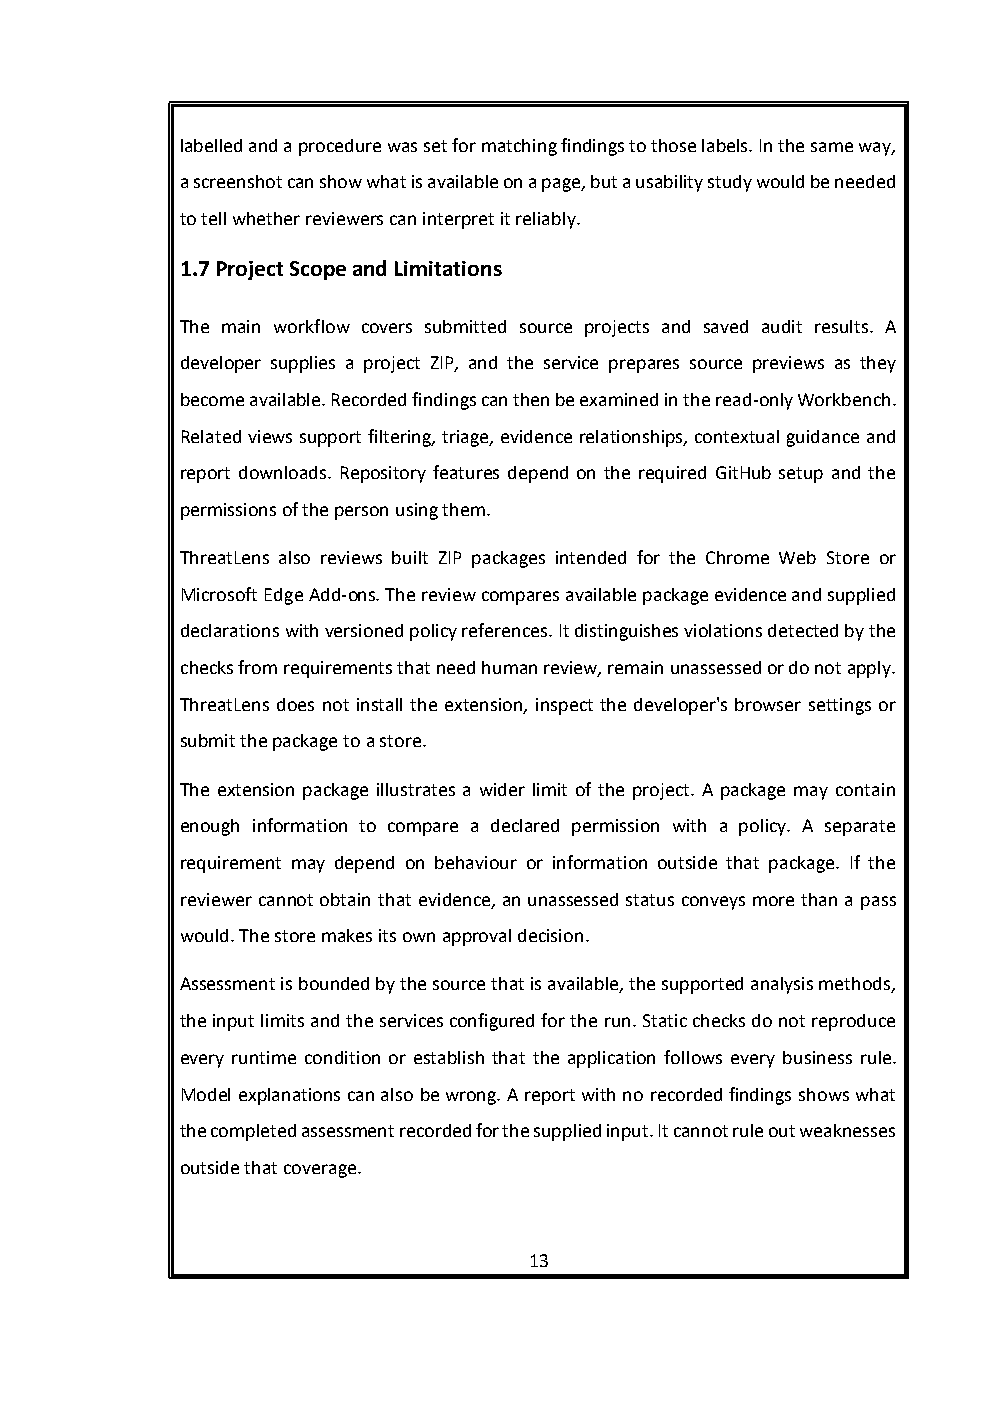 labelled and a procedure was set for matching findings to those labels. In the same way,
a screenshot can show what is available on a page, but a usability study would be needed
to tell whether reviewers can interpret it reliably.
1.7 Project Scope and Limitations
The main workflow covers submitted source projects and saved audit results. A
developer supplies a project ZIP, and the service prepares source previews as they
become available. Recorded findings can then be examined in the read-only Workbench.
Related views support filtering, triage, evidence relationships, contextual guidance and
report downloads. Repository features depend on the required GitHub setup and the
permissions of the person using them.
ThreatLens also reviews built ZIP packages intended for the Chrome Web Store or
Microsoft Edge Add-ons. The review compares available package evidence and supplied
declarations with versioned policy references. It distinguishes violations detected by the
checks from requirements that need human review, remain unassessed or do not apply.
ThreatLens does not install the extension, inspect the developer's browser settings or
submit the package to a store.
The extension package illustrates a wider limit of the project. A package may contain
enough information to compare a declared permission with a policy. A separate
requirement may depend on behaviour or information outside that package. If the
reviewer cannot obtain that evidence, an unassessed status conveys more than a pass
would. The store makes its own approval decision.
Assessment is bounded by the source that is available, the supported analysis methods,
the input limits and the services configured for the run. Static checks do not reproduce
every runtime condition or establish that the application follows every business rule.
Model explanations can also be wrong. A report with no recorded findings shows what
the completed assessment recorded for the supplied input. It cannot rule out weaknesses
outside that coverage.
13